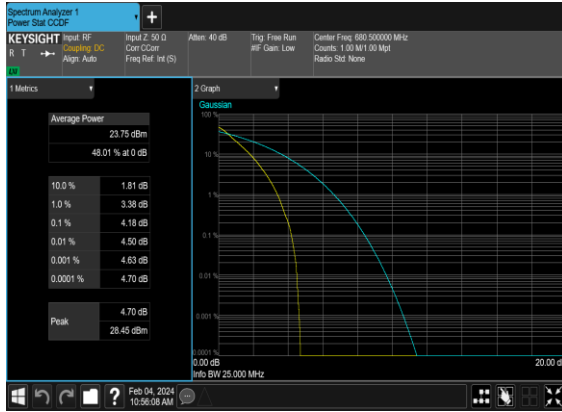 Spectrum Analyzer 1
Power Stat CCDF
+
KEYSIGHT
R T
LU
Input: RF
Coupling: DC
Align: Auto
Input Z: 50 Ω
Corr CCorr
Freq Ref: Int (S)
Atten: 40 dB
Trig: Free Run
#IF Gain: Low
Center Freq: 680.500000 MHz
Counts: 1.00 M/1.00 Mpt
Radio Std: None
1 Metrics
Average Power
23.75 dBm
48.01 % at 0 dB
10.0 % 1.81 dB
1.0 % 3.38 dB
0.1 % 4.18 dB
0.01 % 4.50 dB
0.001 % 4.63 dB
0.0001 % 4.70 dB
Peak
4.70 dB
28.45 dBm
2 Graph
Gaussian
100 %
10 %
1 %
0.1 %
0.01 %
0.001 %
0.0001 %
0.00 dB
20.00 d
Info BW 25.000 MHz
?
Feb 04, 2024
10:56:08 AM